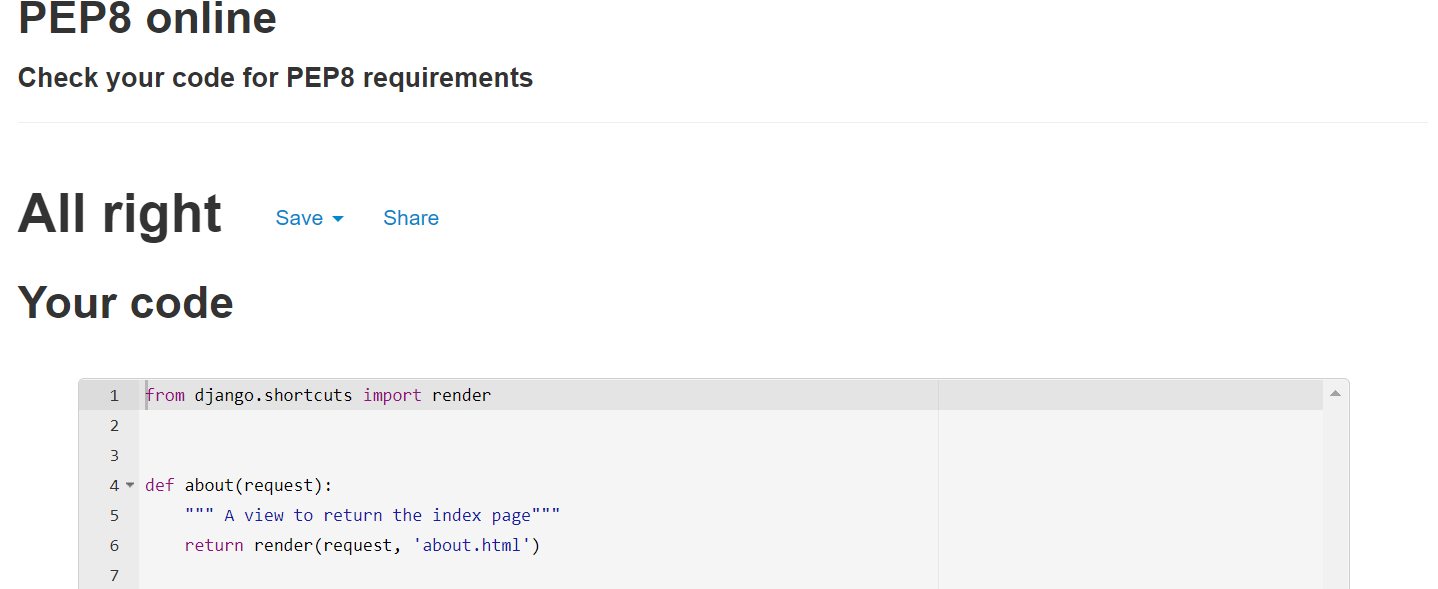 PEP8 online
Check your code for PEP8 requirements
All right Save Share
Your code
1 from django.shortcuts import render
2
3
4 def about(request):
5     """ A view to return the index page"""
6     return render(request, 'about.html')
7